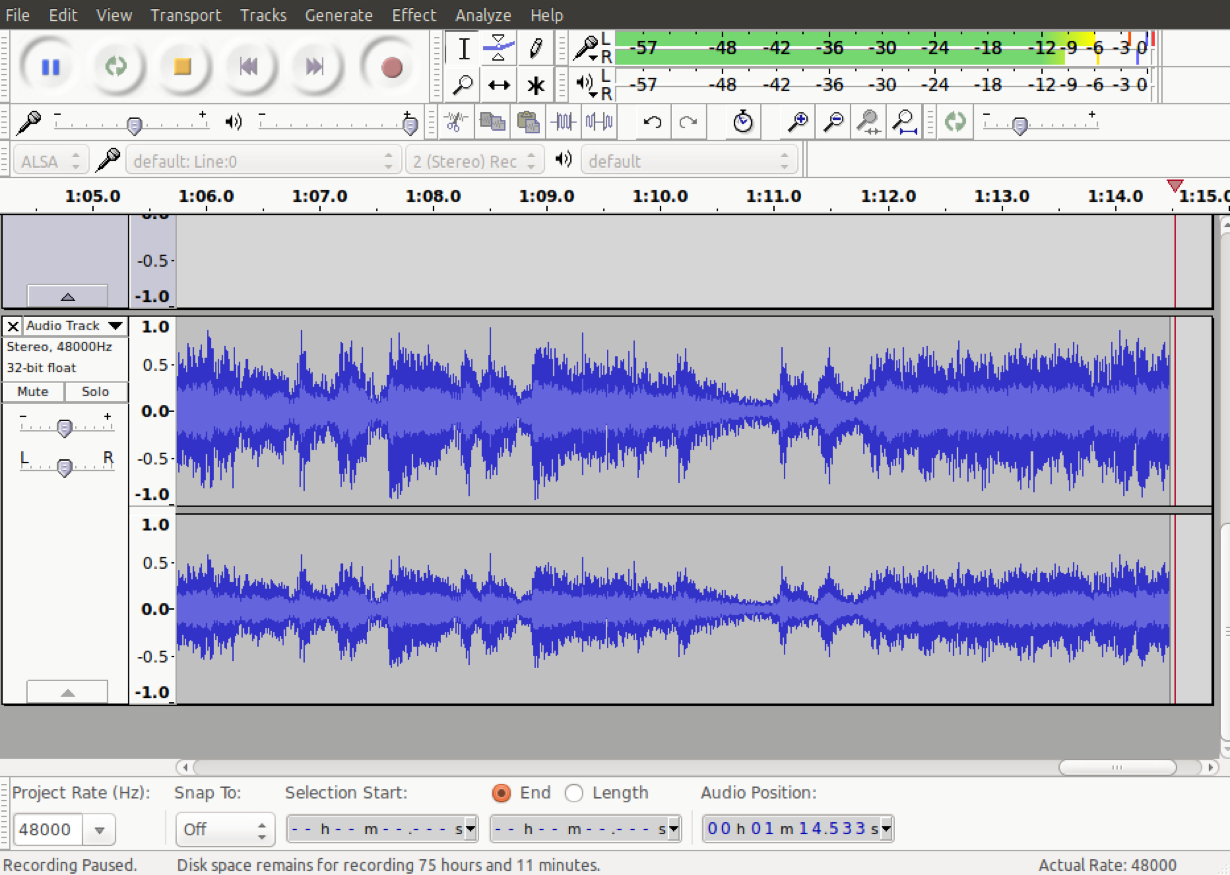 File Edit View Transport Tracks Generate Effect Analyze Help
L
R
-57 -48 -42 -36 -30 -24 -18 -12 -9 -6 -3 0
L
R
-57 -48 -42 -36 -30 -24 -18 -12 -9 -6 -3 0
- + - + - +
ALSA default: Line:0 2 (Stereo) Rec default
1:05.0 1:06.0 1:07.0 1:08.0 1:09.0 1:10.0 1:11.0 1:12.0 1:13.0 1:14.0 1:15.0
0.0
-0.5
-1.0
X Audio Track 1.0
Stereo, 48000Hz
32-bit float 0.5
Mute Solo
- + 0.0
L R -0.5
-1.0
1.0
0.5
0.0
-0.5
-1.0
Project Rate (Hz): Snap To: Selection Start: End Length Audio Position:
48000 Off -- h -- m --.--- s -- h -- m --.--- s 00 h 01 m 14.533 s
Recording Paused. Disk space remains for recording 75 hours and 11 minutes. Actual Rate: 48000